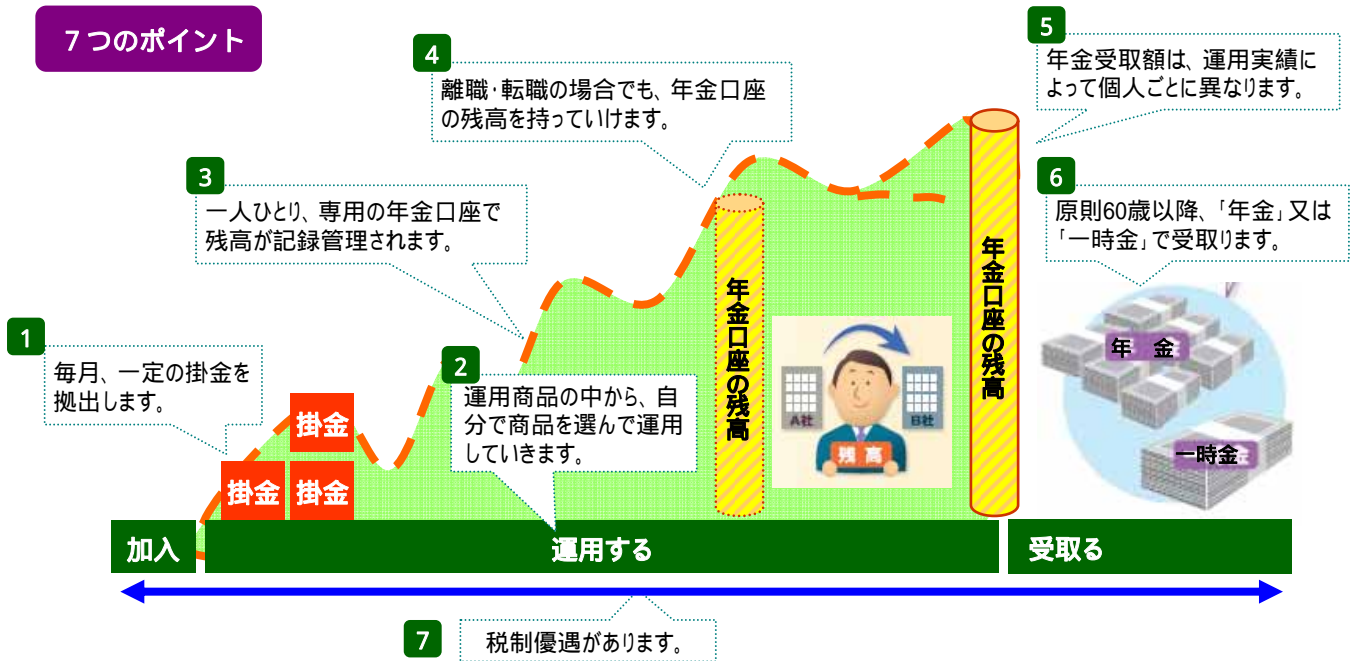 7つのポイント
1
毎月、一定の掛金を
拠出します。
掛金
掛金
掛金
2
運用商品の中から、自
分で商品を選んで運用
していきます。
3
一人ひとり、専用の年金口座で
残高が記録管理されます。
4
離職・転職の場合でも、年金口座
の残高を持っていけます。
年金口座の残高
A社
B社
残高
年金口座の残高
5
年金受取額は、運用実績に
よって個人ごとに異なります。
6
原則60歳以降、「年金」又は
「一時金」で受取ります。
年 金
一時金
加入
運用する
受取る
7
税制優遇があります。